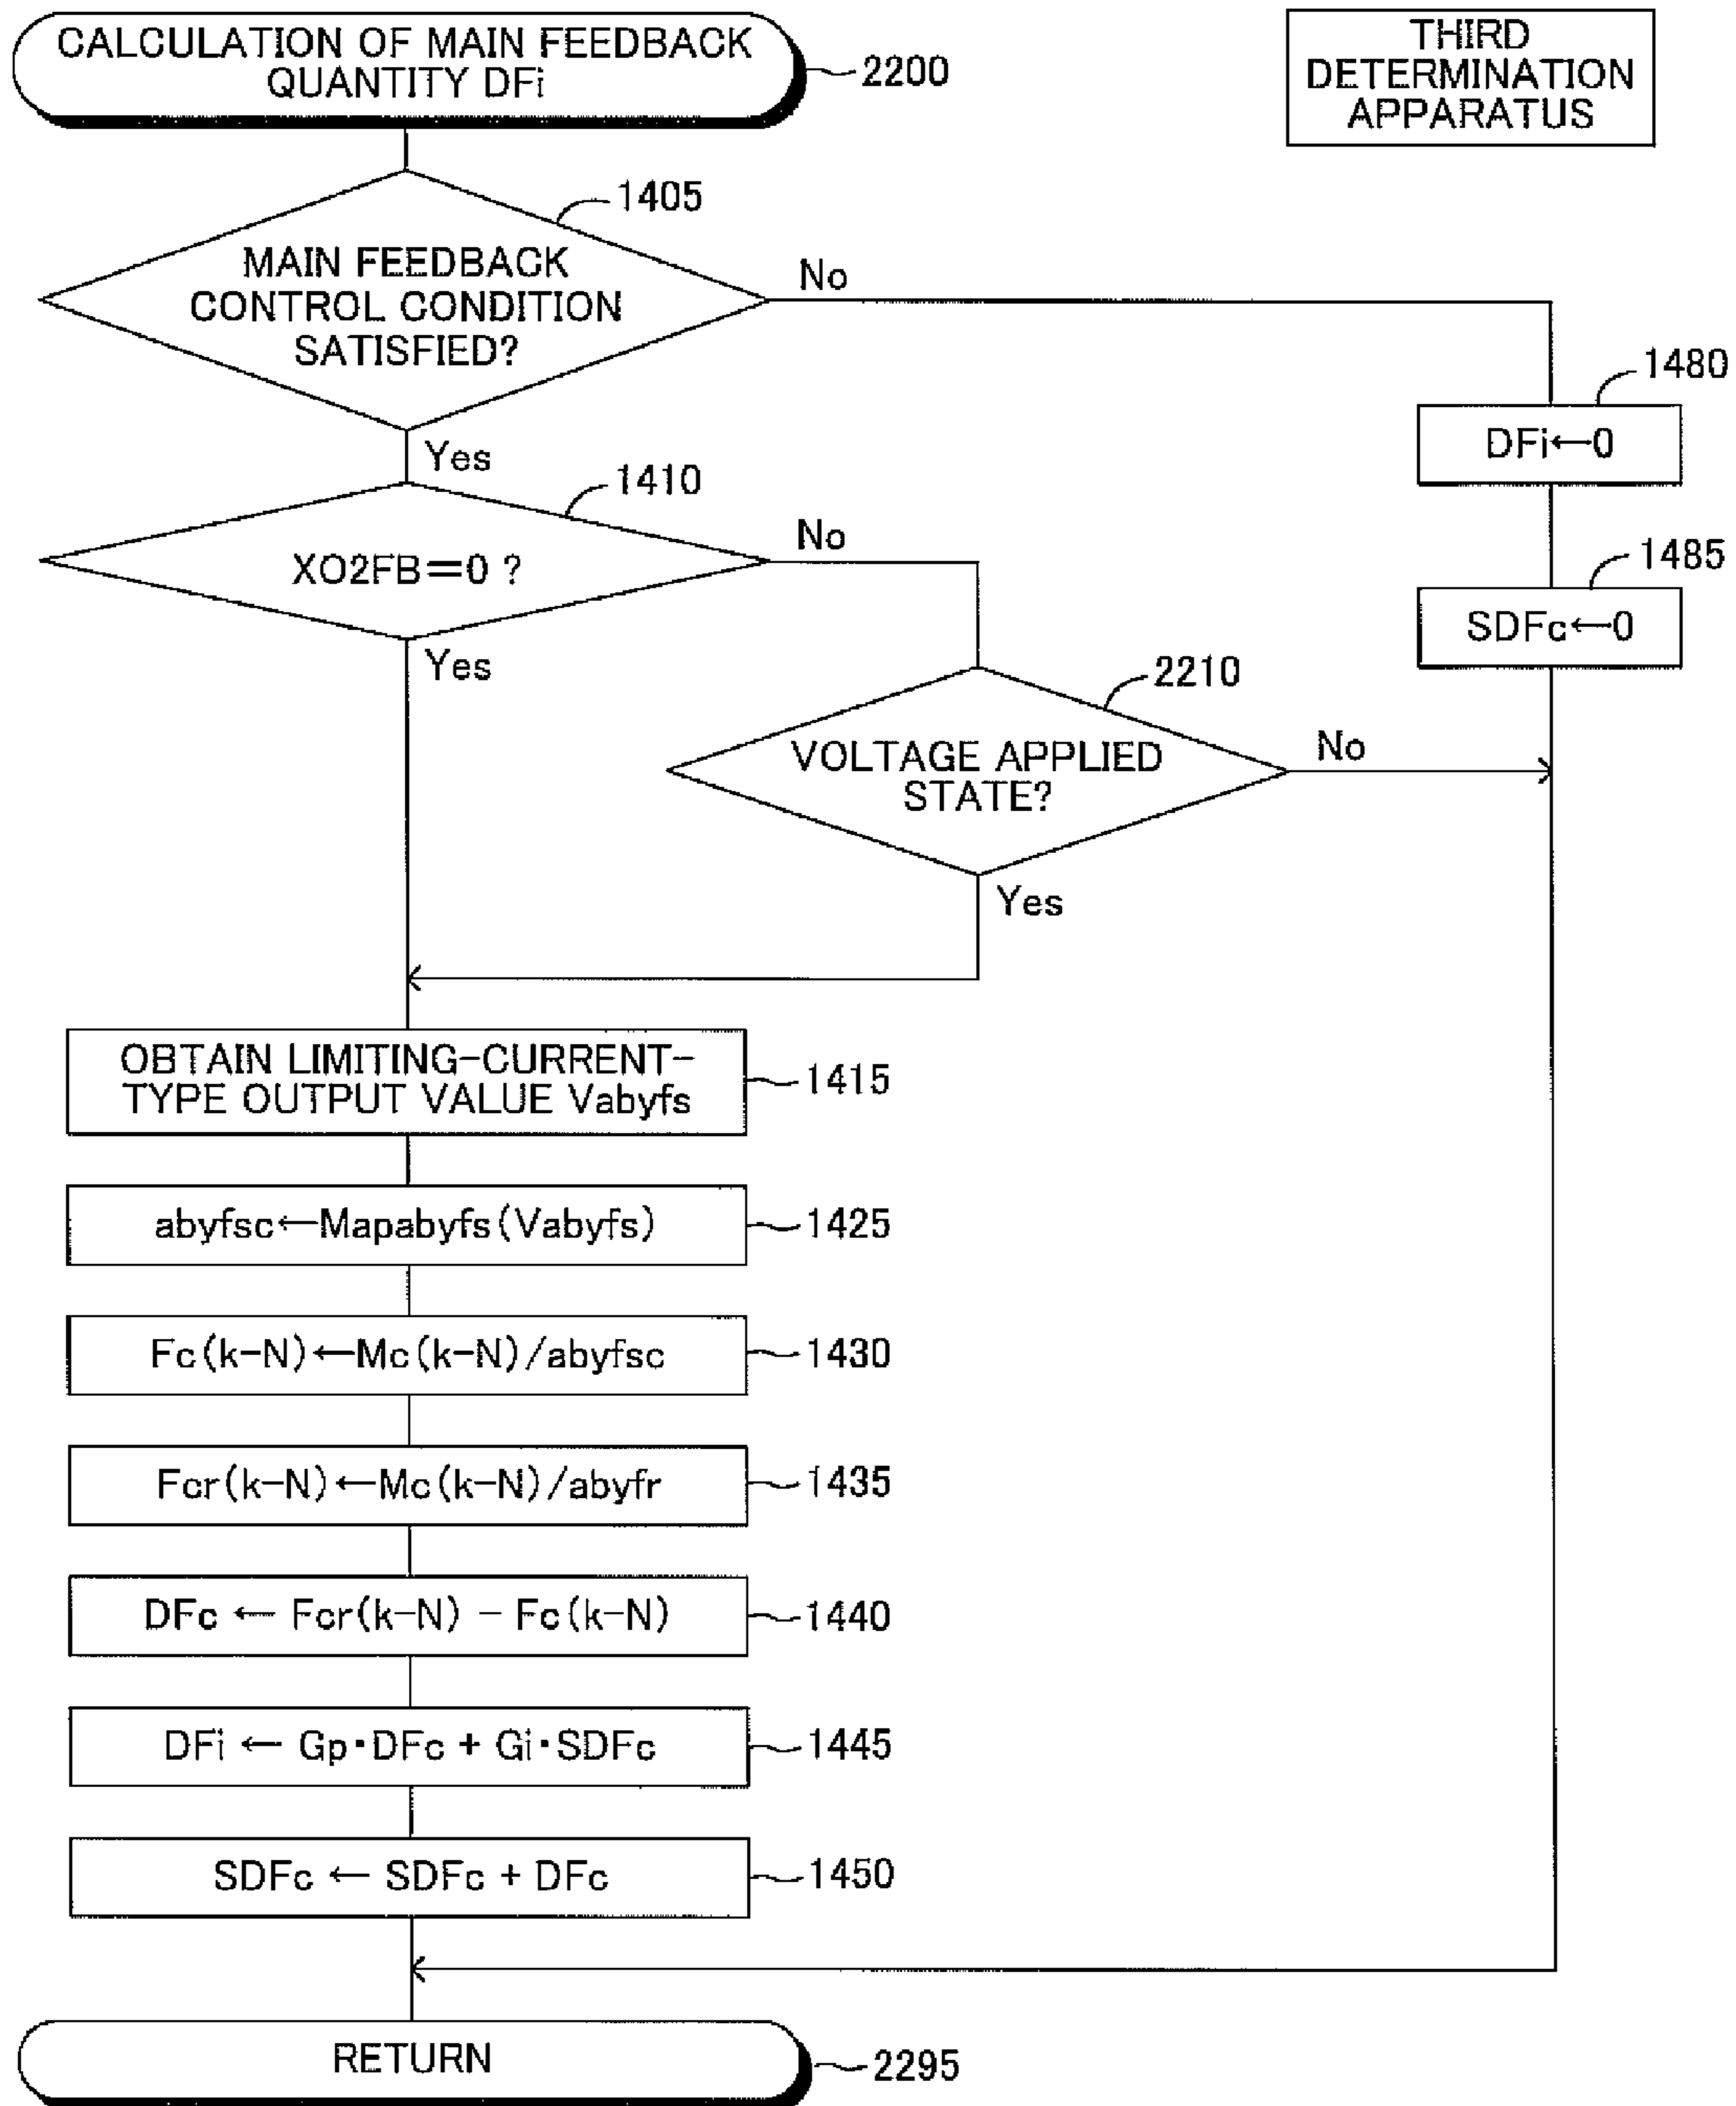 CALCULATION OF MAIN FEEDBACK
QUANTITY DFi
2200
THIRD
DETERMINATION
APPARATUS
1405
MAIN FEEDBACK
CONTROL CONDITION
SATISFIED?
No
Yes
1480
DFi←0
1410
XO2FB=0 ?
No
Yes
1485
SDFc←0
2210
VOLTAGE APPLIED
STATE?
No
Yes
OBTAIN LIMITING-CURRENT-
TYPE OUTPUT VALUE Vabyfs
1415
abyfsc←Mapabyfs(Vabyfs)
1425
Fc(k-N)←Mc(k-N)/abyfsc
1430
Fcr(k-N)←Mc(k-N)/abyfr
1435
DFc ← Fcr(k-N) - Fc(k-N)
1440
DFi ← Gp·DFc + Gi·SDFc
1445
SDFc ← SDFc + DFc
1450
RETURN
2295